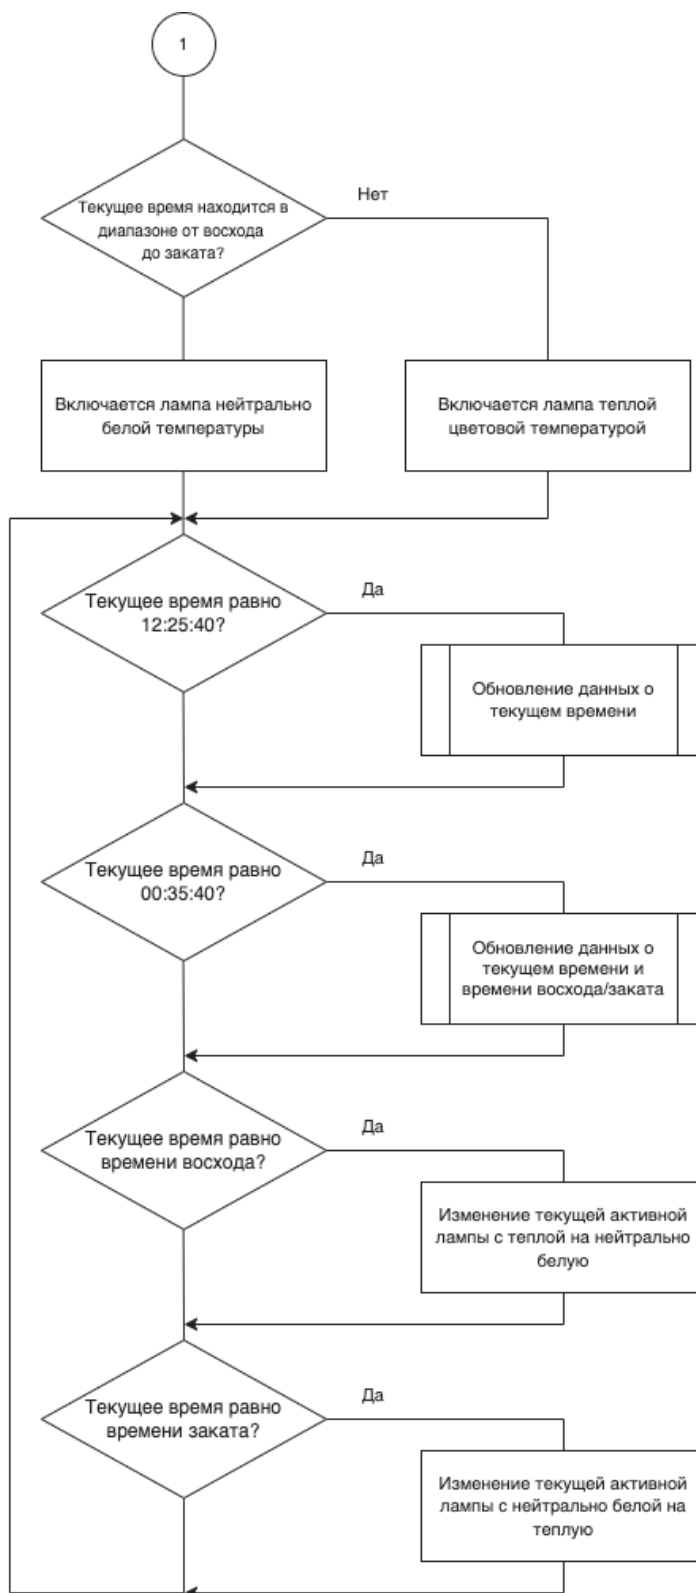 1
Текущее время находится в
диапазоне от восхода
до заката?
Нет
Включается лампа нейтрально
белой температуры
Включается лампа теплой
цветовой температурой
Текущее время равно
12:25:40?
Да
Обновление данных о
текущем времени
Текущее время равно
00:35:40?
Да
Обновление данных о
текущем времени и
времени восхода/заката
Текущее время равно
времени восхода?
Да
Изменение текущей активной
лампы с теплой на нейтрально
белую
Текущее время равно
времени заката?
Да
Изменение текущей активной
лампы с нейтрально белой на
теплую